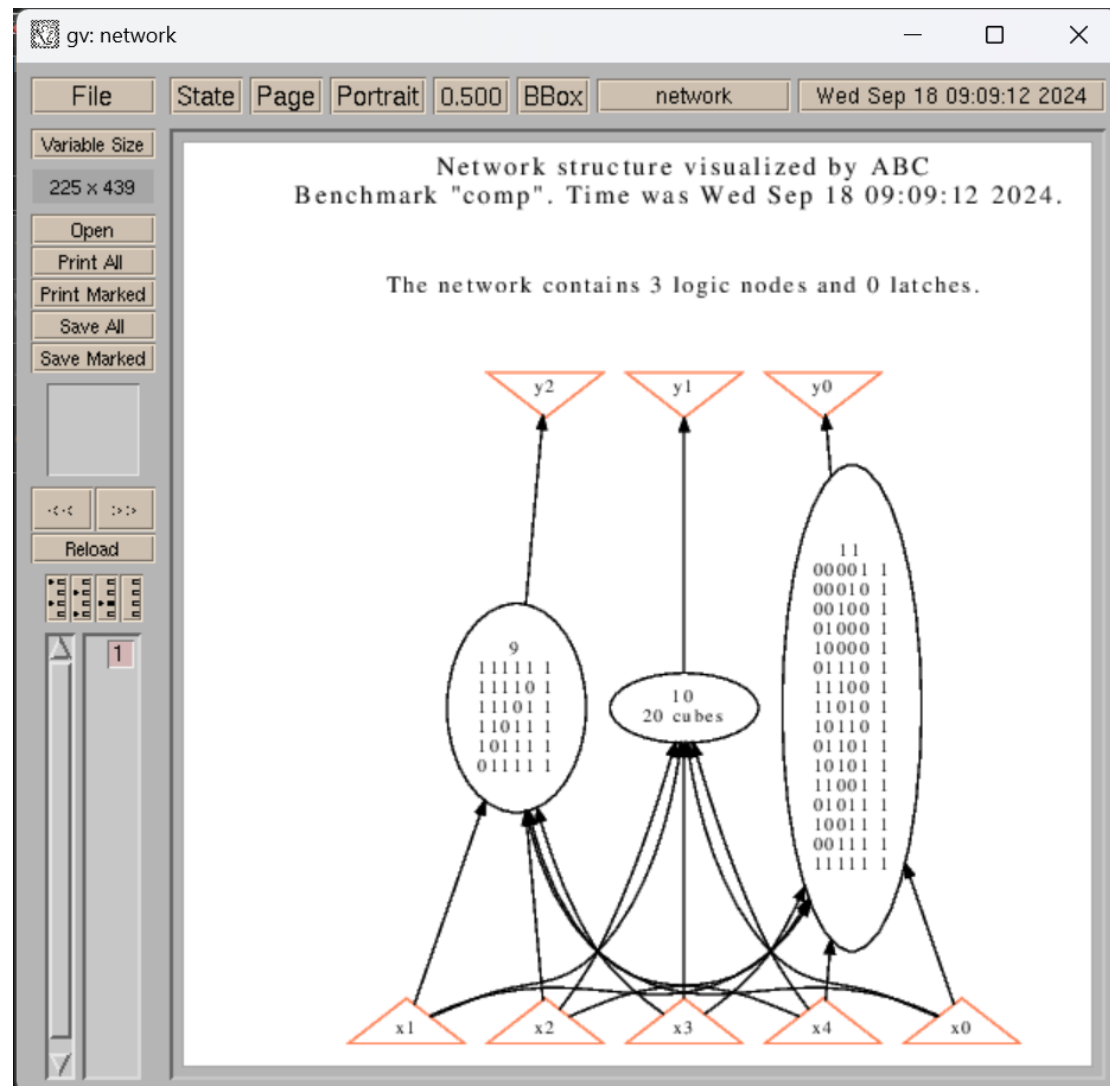 gv: network
File State Page Portrait 0.500 BBox network Wed Sep 18 09:09:12 2024
Variable Size
225 x 439
Open
Print All
Print Marked
Save All
Save Marked
<< >>
Reload
1
Network structure visualized by ABC
Benchmark "comp". Time was Wed Sep 18 09:09:12 2024.
The network contains 3 logic nodes and 0 latches.
y2 y1 y0
9
11111 1
11110 1
11101 1
11011 1
10111 1
01111 1
10
20 cubes
11
00001 1
00010 1
00100 1
01000 1
10000 1
01110 1
11100 1
11010 1
10110 1
01101 1
10101 1
11001 1
01011 1
10011 1
00111 1
11111 1
x1 x2 x3 x4 x0